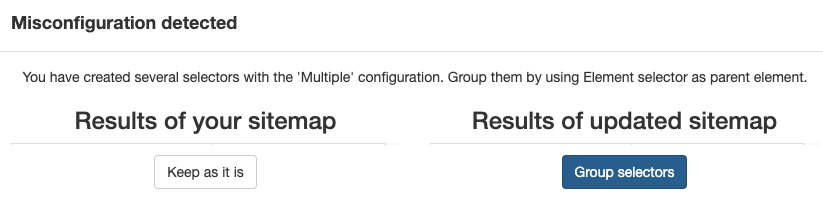 Misconfiguration detected
You have created several selectors with the 'Multiple' configuration. Group them by using Element selector as parent element.
Results of your sitemap
Results of updated sitemap
Keep as it is
Group selectors